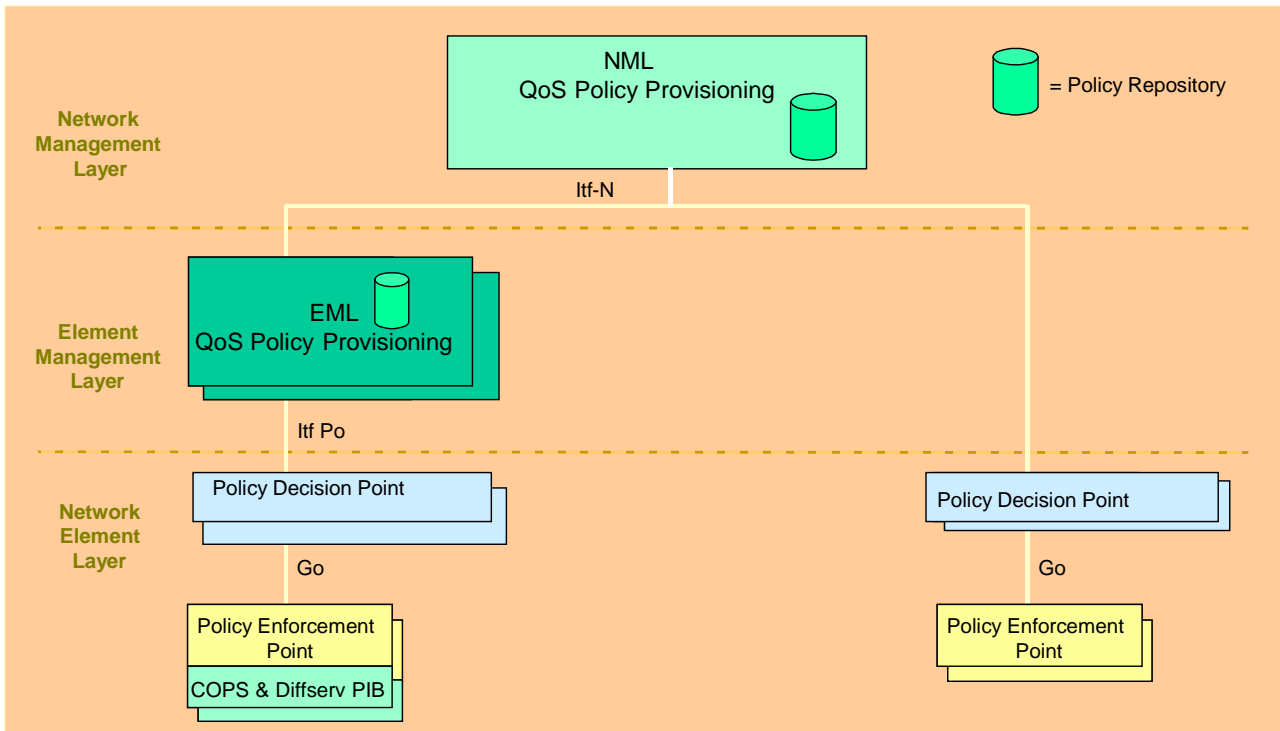 NML
QoS Policy Provisioning
= Policy Repository
Network
Management
Layer
Itf-N
EML
QoS Policy Provisioning
Element
Management
Layer
Itf Po
Policy Decision Point
Policy Decision Point
Network
Element
Layer
Go
Go
Policy Enforcement
Point
COPS & Diffserv PIB
Policy Enforcement
Point